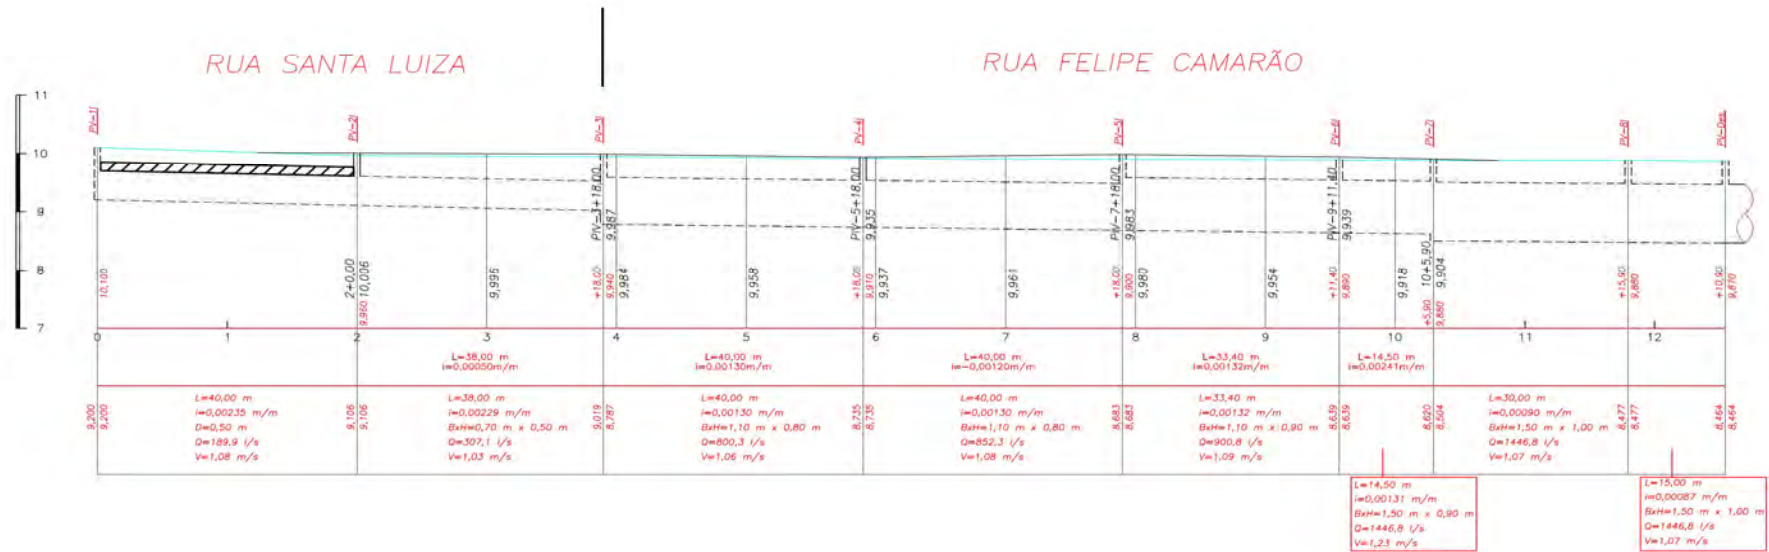 RUA SANTA LUIZA
RUA FELIPE CAMARÃO
11
10
9
8
7
PV-1J
PV-2J
PV-3J
PV-4J
PV-5J
PV-6J
PV-7J
PV-8J
PV-Des.
PIV-3+18,00
9,987
PIV-5+18,00
9,935
PIV-7+18,00
9,983
PIV-9+11,40
9,939
10,100
2+0,00
10,006
9,960
9,995
+18,00
9,940
9,984
9,958
+18,00
9,910
9,937
9,961
+18,00
9,900
9,980
9,954
+11,40
9,890
9,918
10+5,90
9,904
+5,90
9,880
+15,90
9,880
+10,90
9,870
0 1 2 3 4 5 6 7 8 9 10 11 12
L=38,00 m
i=0,00050m/m
L=40,00 m
i=0,00130m/m
L=40,00 m
i=-0,00120m/m
L=33,40 m
i=0,00132m/m
L=14,50 m
i=0,00241m/m
9,200
9,200
L=40,00 m
i=0,00235 m/m
D=0,50 m
Q=189,9 l/s
V=1,08 m/s
9,106
9,106
L=38,00 m
i=0,00229 m/m
BxH=0,70 m x 0,50 m
Q=307,1 l/s
V=1,03 m/s
9,019
8,787
L=40,00 m
i=0,00130 m/m
BxH=1,10 m x 0,80 m
Q=800,3 l/s
V=1,06 m/s
8,735
8,735
L=40,00 m
i=0,00130 m/m
BxH=1,10 m x 0,80 m
Q=852,3 l/s
V=1,08 m/s
8,683
8,683
L=33,40 m
i=0,00132 m/m
BxH=1,10 m x 0,90 m
Q=900,8 l/s
V=1,09 m/s
8,639
8,639
8,620
8,504
L=30,00 m
i=0,00090 m/m
BxH=1,50 m x 1,00 m
Q=1446,8 l/s
V=1,07 m/s
8,477
8,477
8,464
8,464
L=14,50 m
i=0,00131 m/m
BxH=1,50 m x 0,90 m
Q=1446,8 l/s
V=1,23 m/s
L=15,00 m
i=0,00087 m/m
BxH=1,50 m x 1,00 m
Q=1446,8 l/s
V=1,07 m/s